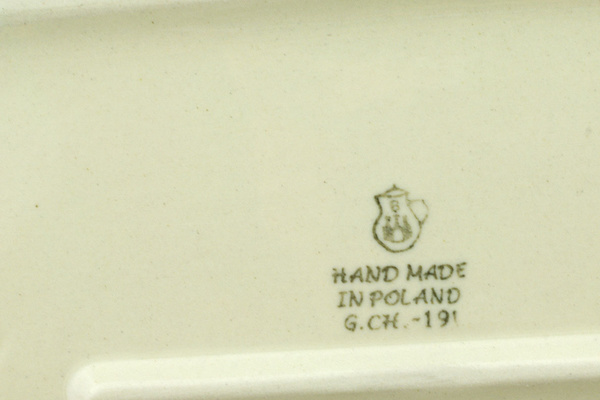 HAND MADE
IN POLAND
G.CH.-191